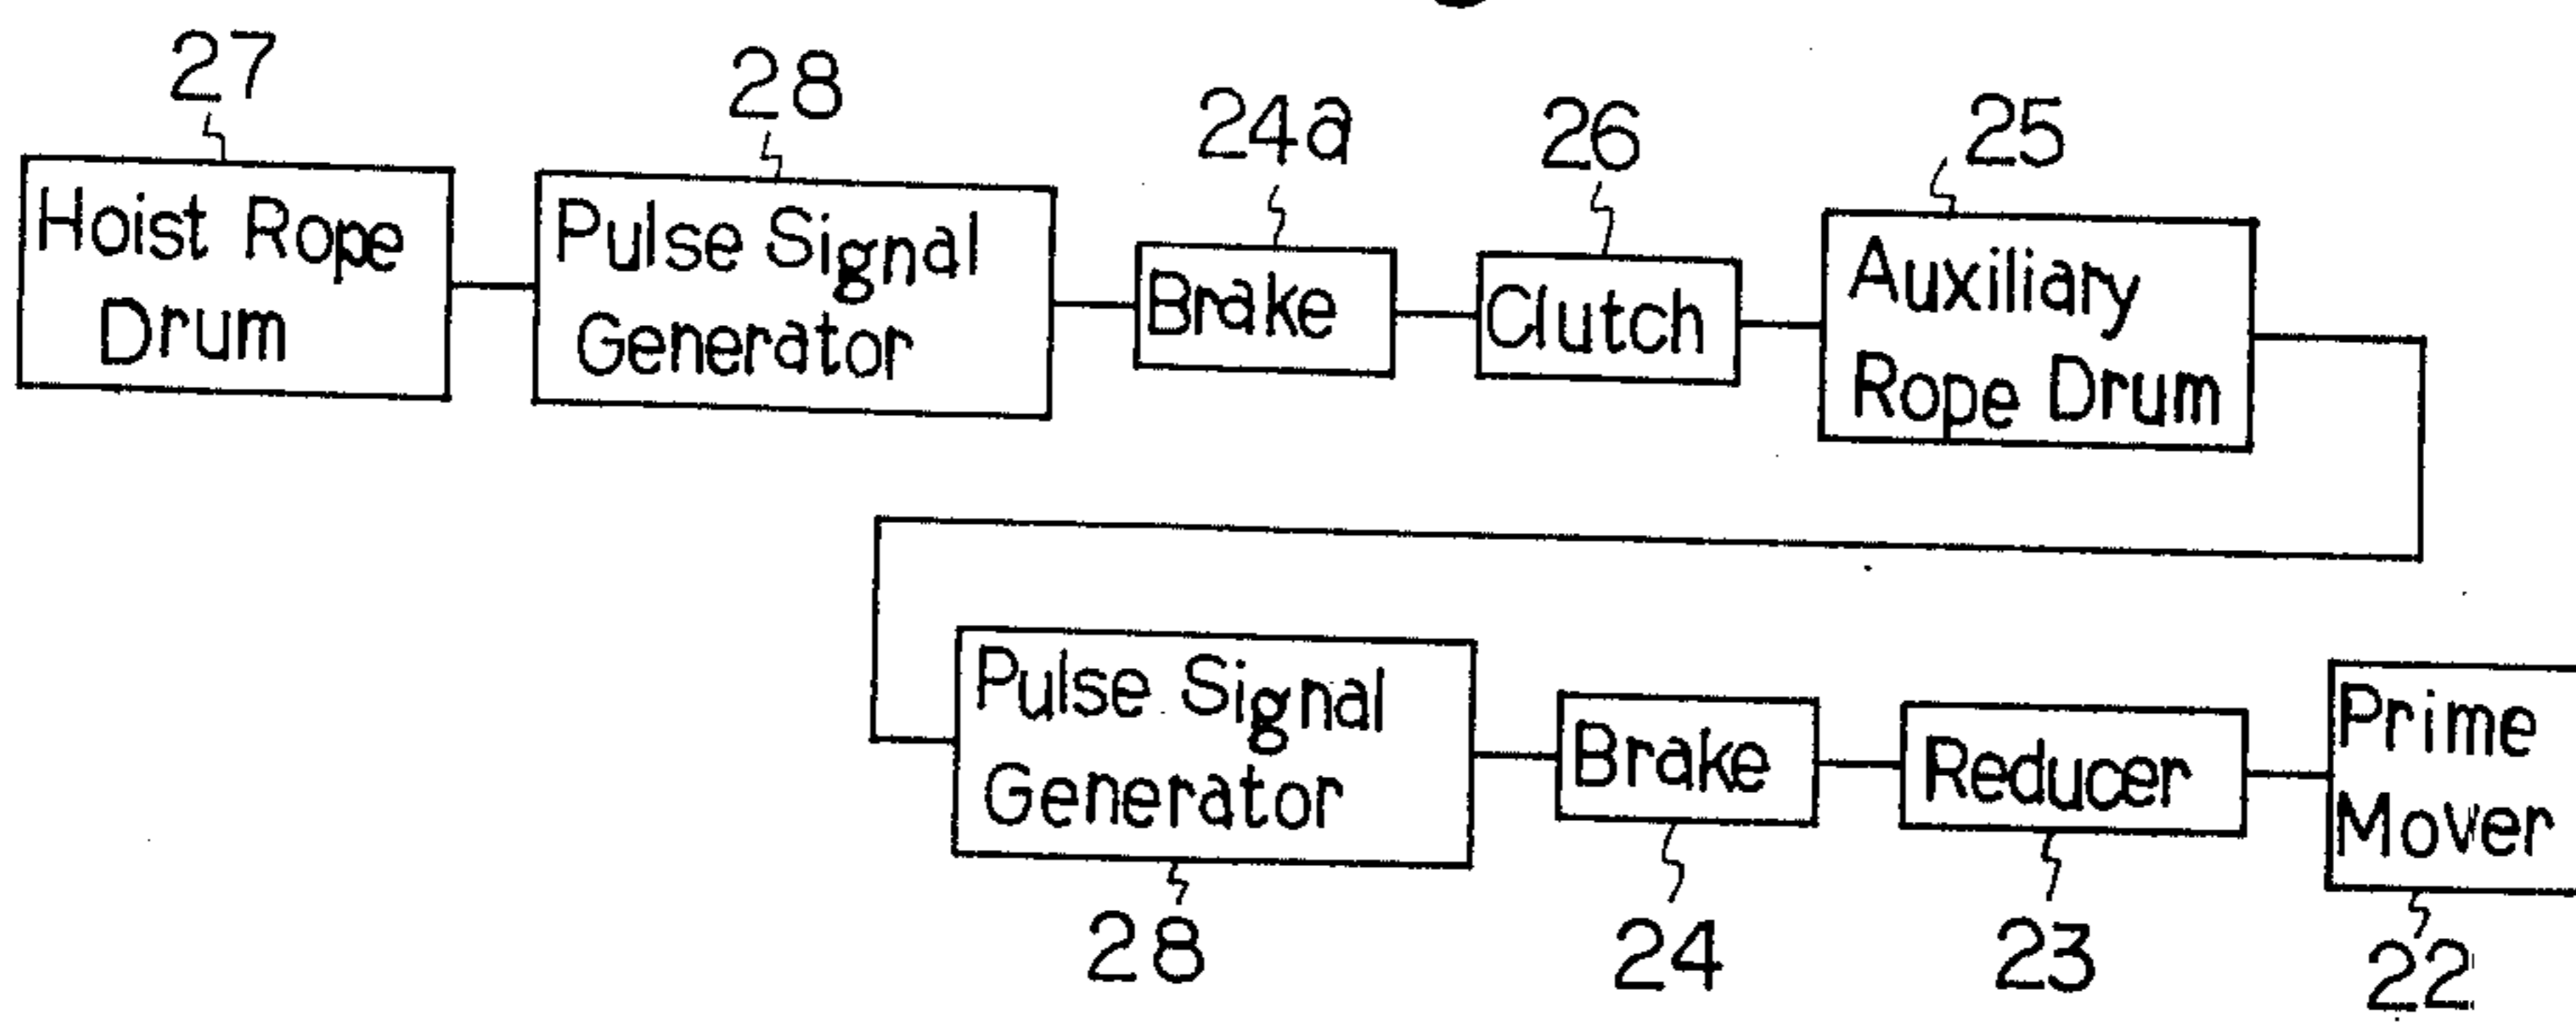 27
28
24a
26
25
Hoist Rope
Drum
Pulse Signal
Generator
Brake
Clutch
Auxiliary
Rope Drum
Pulse Signal
Generator
Brake
Reducer
Prime
Mover
28
24
23
22